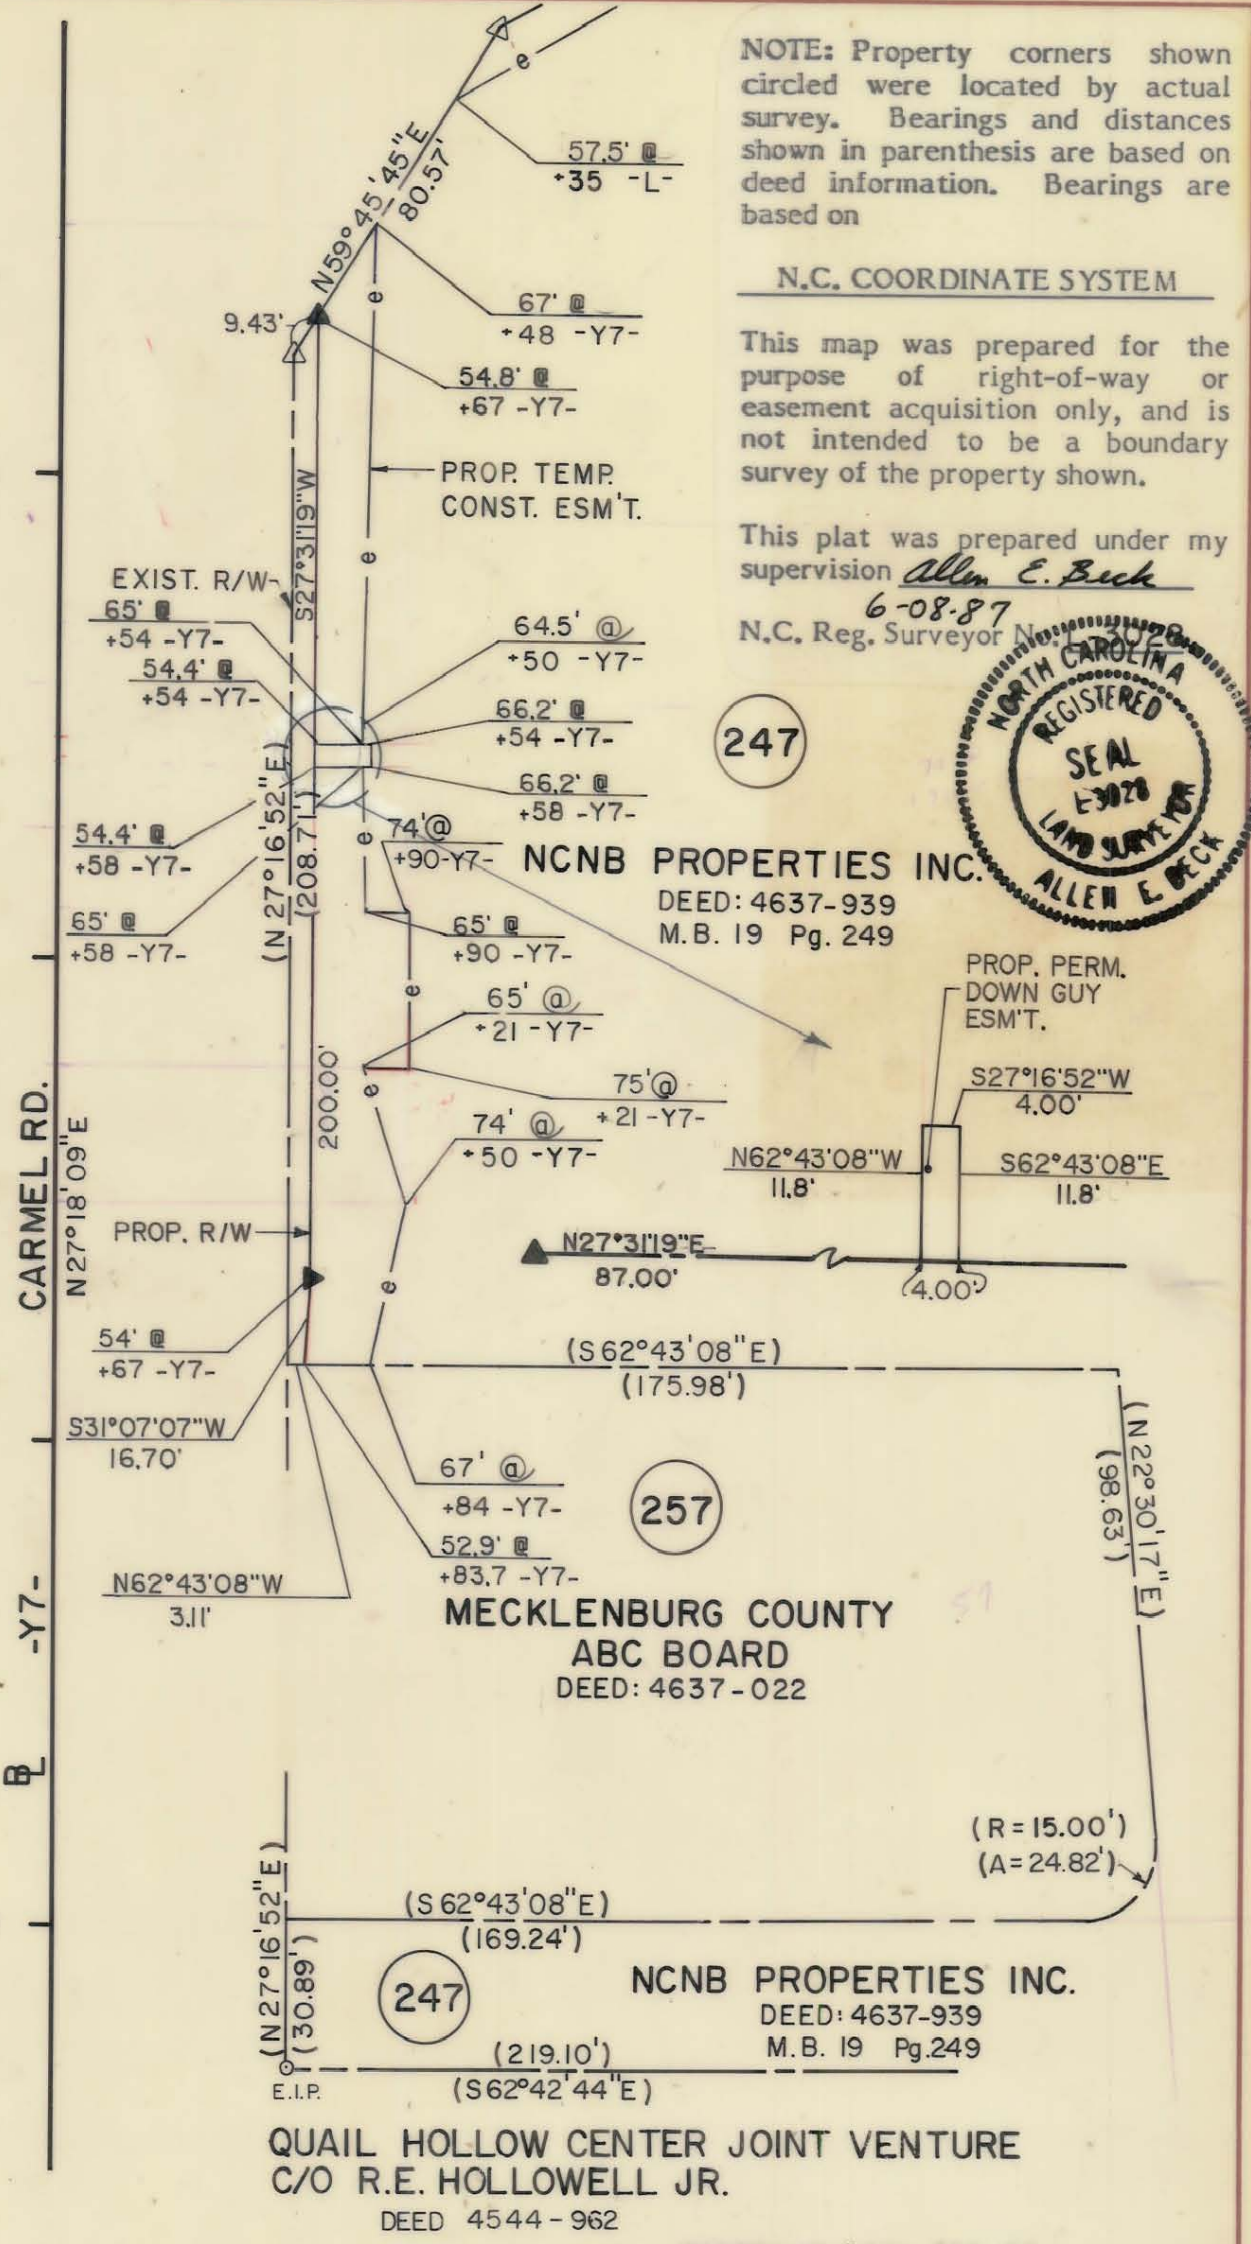 NOTE: Property corners shown
circled were located by actual
survey. Bearings and distances
shown in parenthesis are based on
deed information. Bearings are
based on
N.C. COORDINATE SYSTEM
This map was prepared for the
purpose of right-of-way or
easement acquisition only, and is
not intended to be a boundary
survey of the property shown.
This plat was prepared under my
supervision Allen E. Beck
6-08-87
N.C. Reg. Surveyor No. L-3028
NORTH CAROLINA
REGISTERED
SEAL
L-3028
LAND SURVEYOR
ALLEN E. BECK
e
57.5' @
+35 -L-
N59°45'45"E
80.57'
67' @
+48 -Y7-
e
9.43'
54.8' @
+67 -Y7-
PROP. TEMP.
CONST. ESM'T.
S27°31'19"W
e
EXIST. R/W
65' @
+54 -Y7-
54.4' @
+54 -Y7-
64.5' @
+50 -Y7-
66.2' @
+54 -Y7-
66.2' @
+58 -Y7-
247
(N 27°16'52"E)
(208.71')
54.4' @
+58 -Y7-
65' @
+58 -Y7-
e
74'@
+90-Y7-
NCNB PROPERTIES INC.
DEED: 4637-939
M.B. 19 Pg. 249
65' @
+90 -Y7-
e
65' @
+21 -Y7-
PROP. PERM.
DOWN GUY
ESM'T.
S27°16'52"W
4.00'
200.00'
e
75'@
+21 -Y7-
74' @
+50 -Y7-
N62°43'08"W
11.8'
S62°43'08"E
11.8'
CARMEL RD.
N27°18'09"E
PROP. R/W
N27°31'19"E
87.00'
(4.00')
e
54' @
+67 -Y7-
(S62°43'08"E)
(175.98')
S31°07'07"W
16.70'
67' @
+84 -Y7-
257
(N22°30'17"E)
(98.63')
52.9' @
+83.7 -Y7-
N62°43'08"W
3.11'
MECKLENBURG COUNTY
ABC BOARD
DEED: 4637-022
-Y7-
BL
(R=15.00')
(A=24.82')
(S62°43'08"E)
(169.24')
(N27°16'52"E)
(30.89')
247
NCNB PROPERTIES INC.
DEED: 4637-939
M.B. 19 Pg.249
(219.10')
(S62°42'44"E)
E.I.P.
QUAIL HOLLOW CENTER JOINT VENTURE
C/O R.E. HOLLOWELL JR.
DEED 4544-962